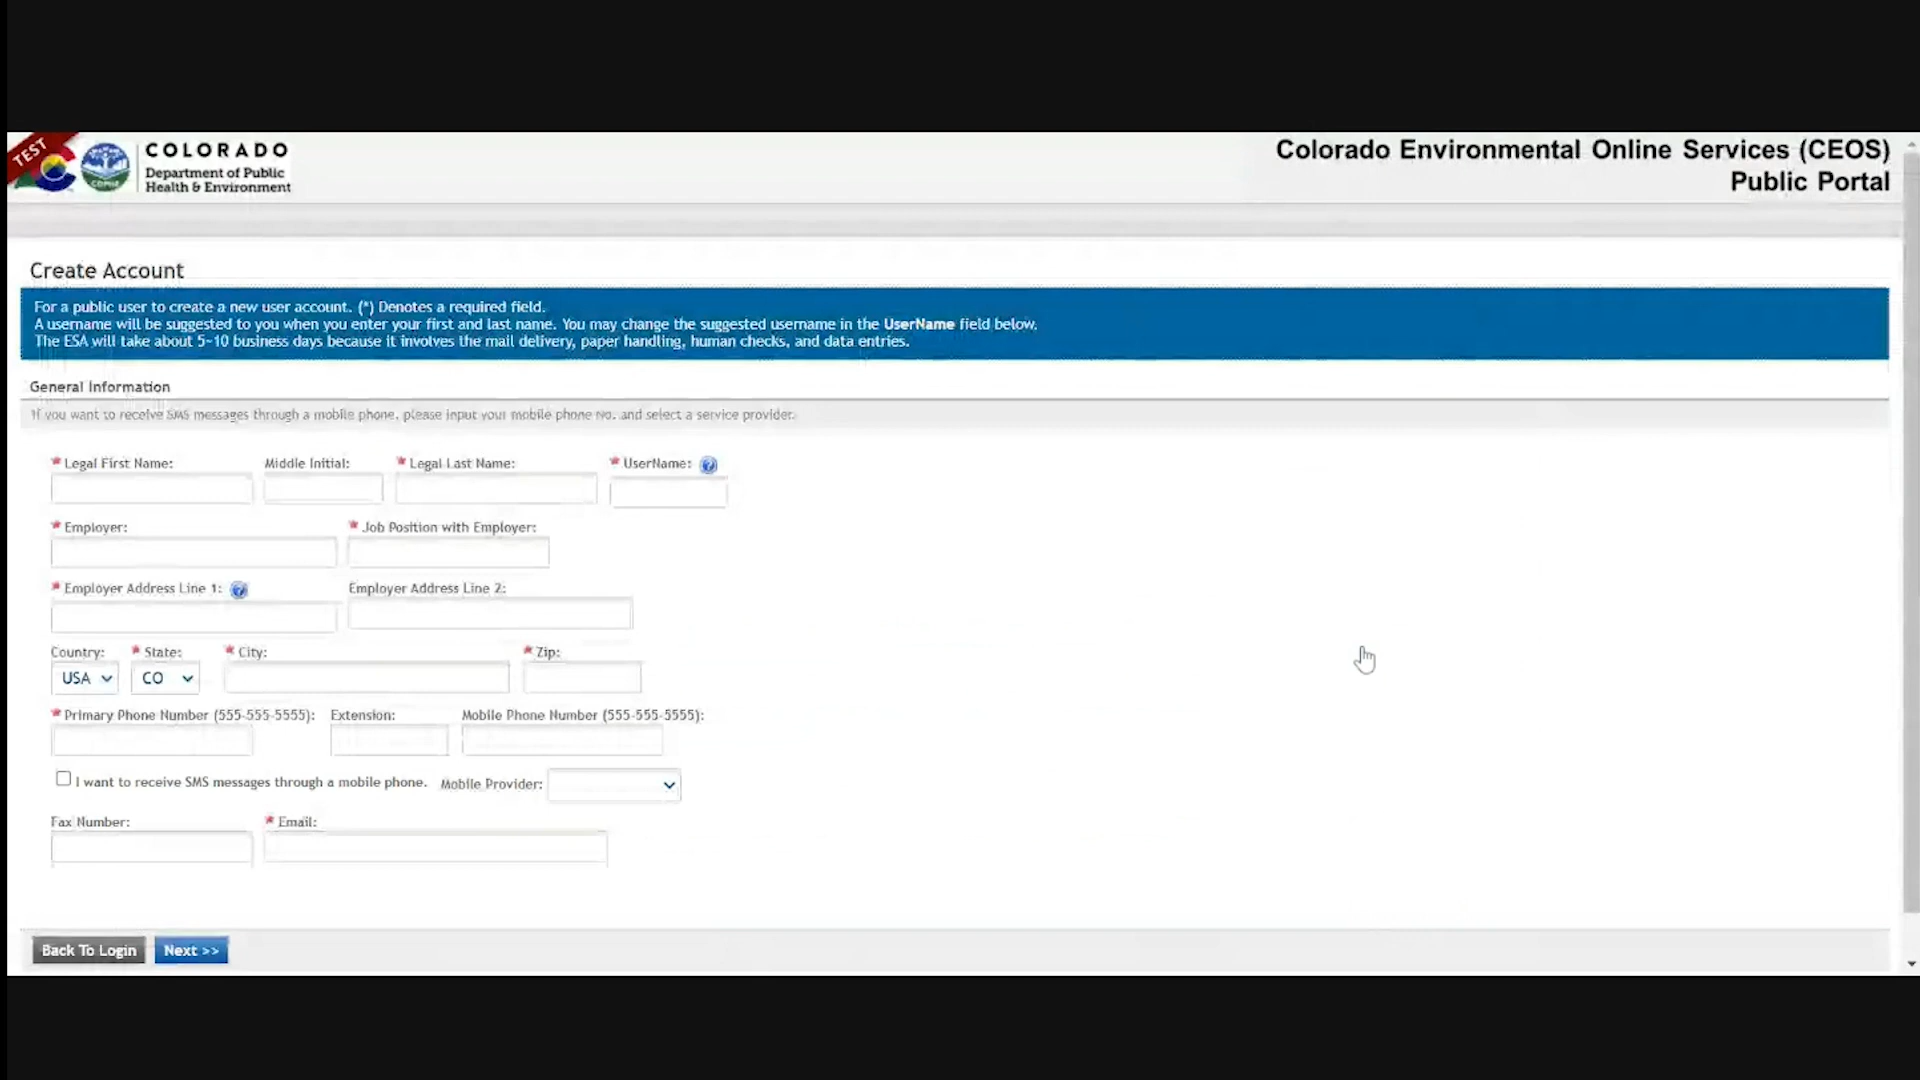 TEST
COLORADO
Department of Public
Health & Environment
CDPHE
Colorado Environmental Online Services (CEOS)
Public Portal
Create Account
For a public user to create a new user account. (*) Denotes a required field.
A username will be suggested to you when you enter your first and last name. You may change the suggested username in the UserName field below.
The ESA will take about 5-10 business days because it involves the mail delivery, paper handling, human checks, and data entries.
General Information
If you want to receive SMS messages through a mobile phone, please input your mobile phone No. and select a service provider.
* Legal First Name: Middle Initial: * Legal Last Name: * UserName: ?
* Employer: * Job Position with Employer:
* Employer Address Line 1: ? Employer Address Line 2:
Country: * State: * City: * Zip:
USA CO
* Primary Phone Number (555-555-5555): Extension: Mobile Phone Number (555-555-5555):
I want to receive SMS messages through a mobile phone. Mobile Provider:
Fax Number: * Email:
Back To Login Next >>